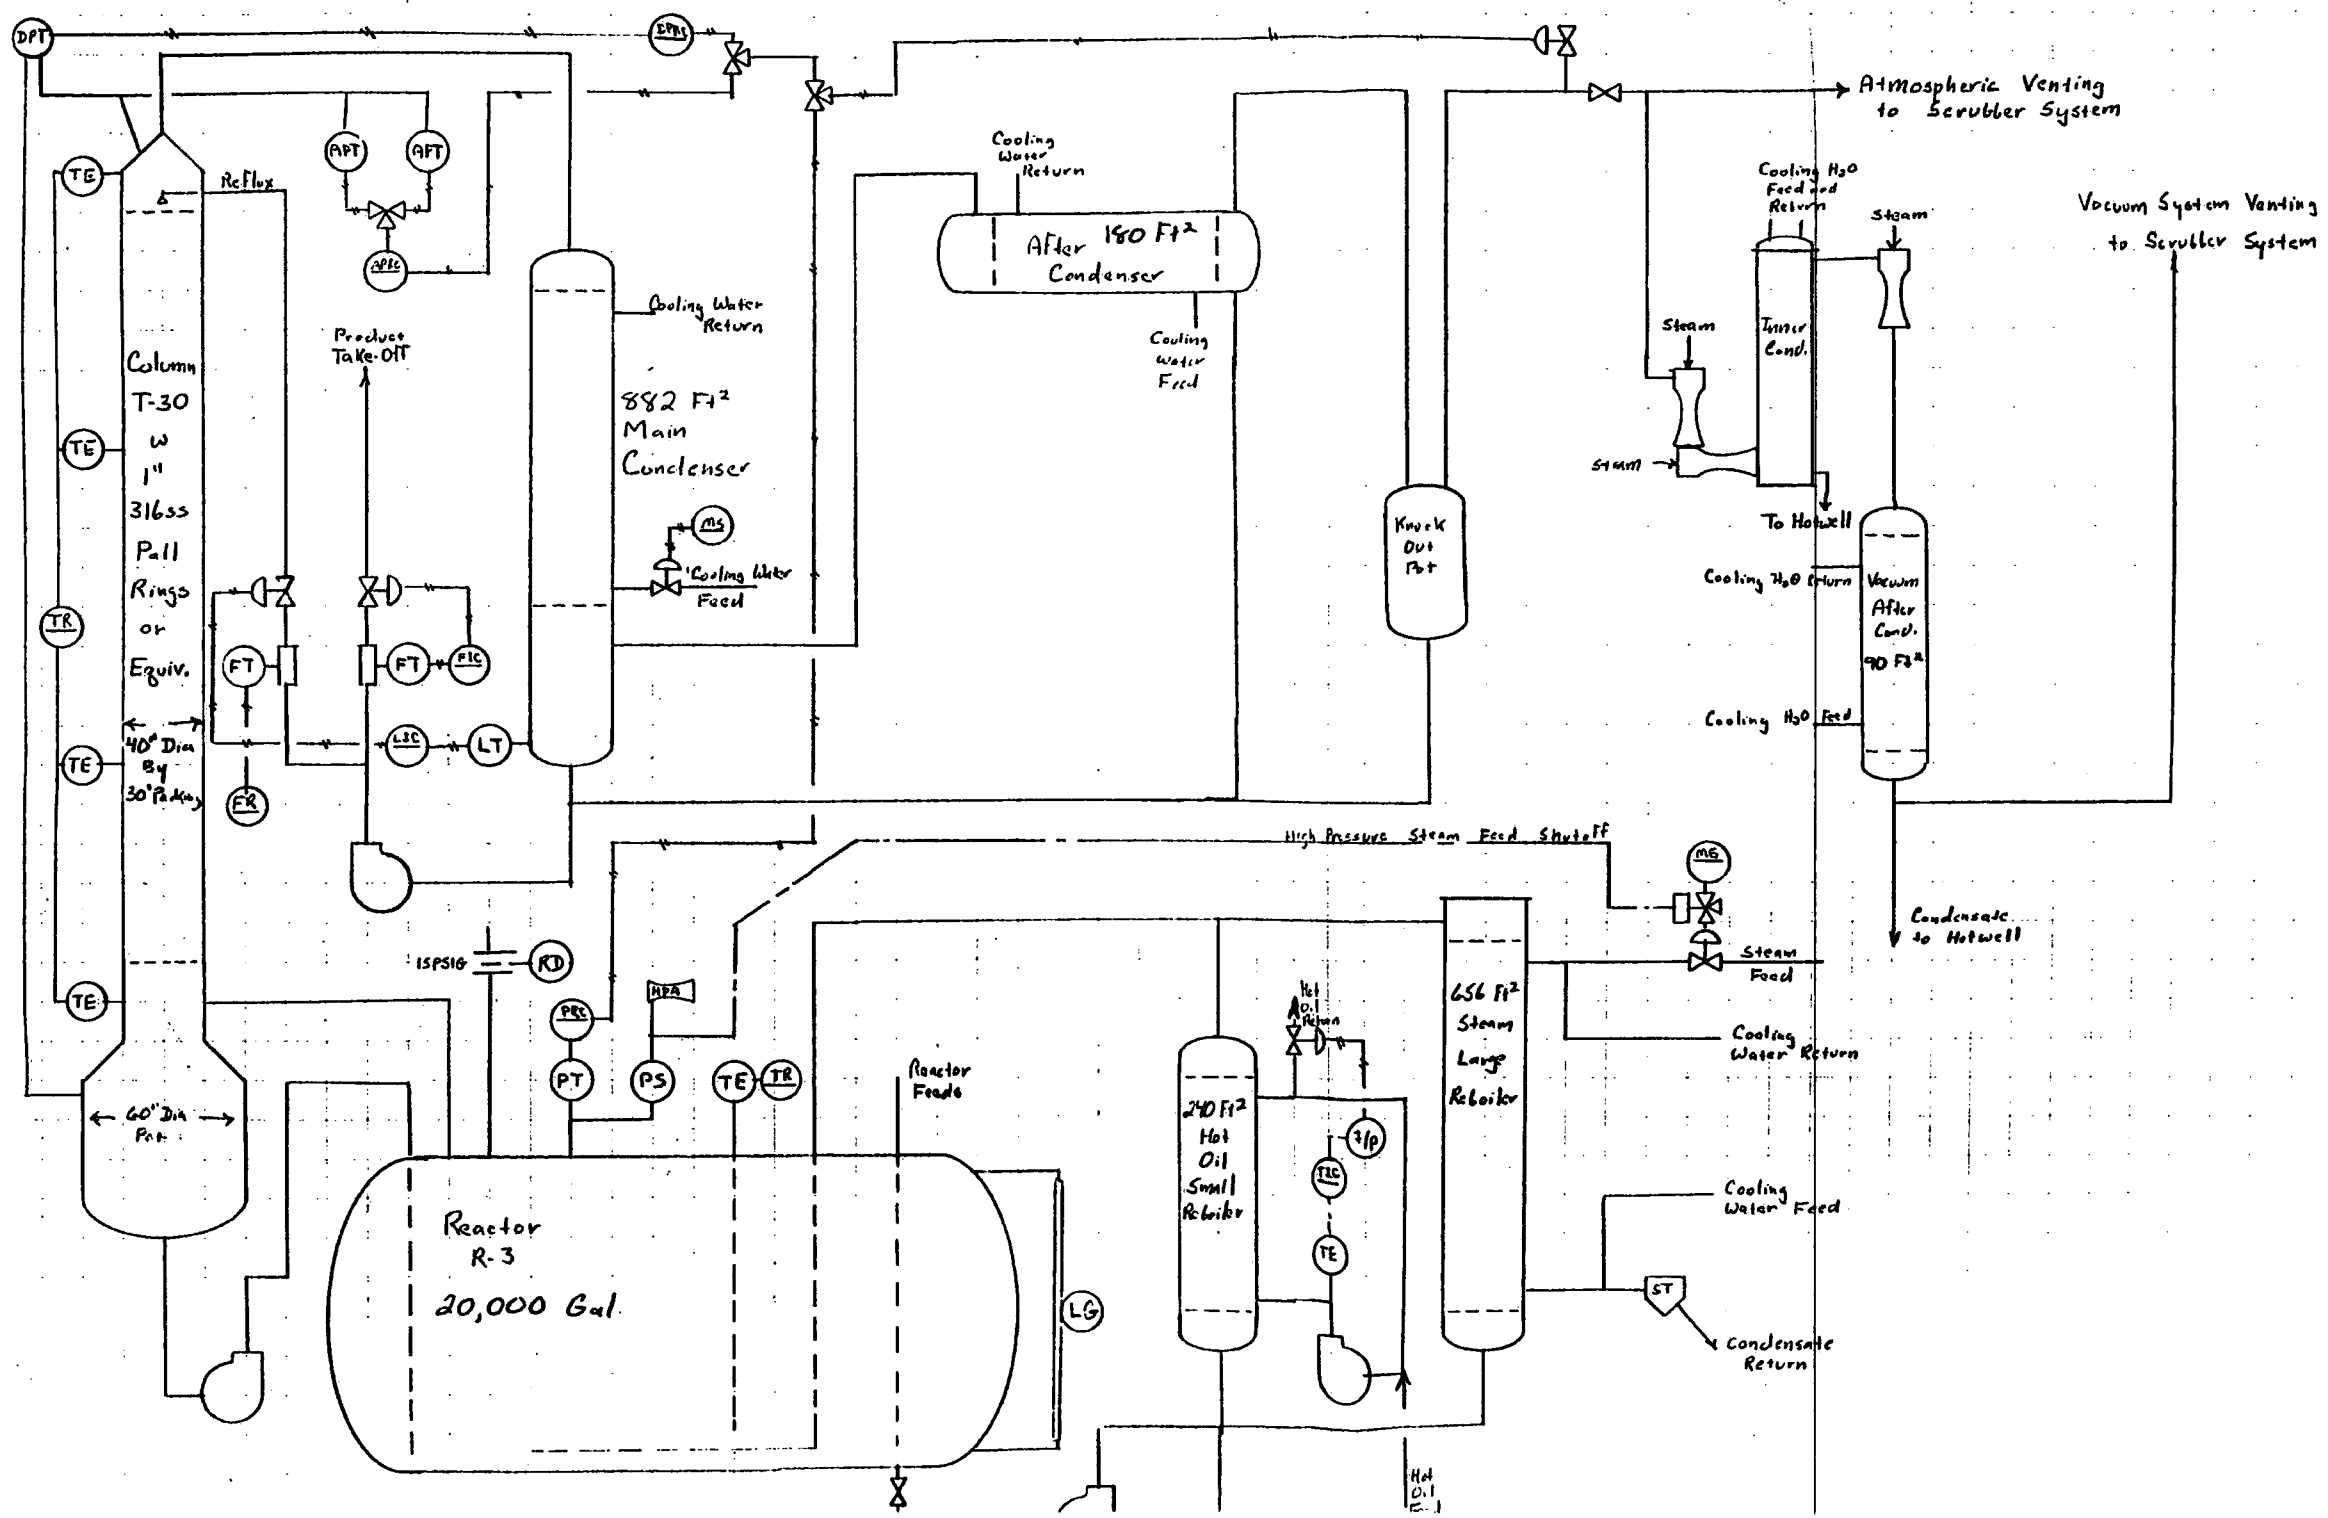 DPT
DPRC
Atmospheric Venting
to Scrubber System
APT
APT
APRC
TE
Reflux
Cooling
Water
Return
After 180 Ft²
Condenser
Cooling
Water
Feed
Cooling H₂O
Feed and
Return
Steam
Vacuum System Venting
to Scrubber System
Product
Take-Off
Cooling Water
Return
882 Ft²
Main
Condenser
Column
T-30
w
1"
316ss
Pall
Rings
or
Equiv.
40" Dia
By
30' Packing
TE
TR
TE
TE
MS
Cooling Water
Feed
FT
FT
FIC
LIC
LT
FR
Knock
Out
Pot
Steam
Steam
Inner
Cond.
To Hotwell
Cooling H₂O Return
Vacuum
After
Cond.
90 Ft²
Cooling H₂O Feed
High Pressure Steam Feed Shutoff
MS
Condensate
to Hotwell
Steam
Feed
15PSIG
RD
HPA
PRC
PT
PS
TE
TR
Reactor
Feeds
Hot
Oil
Return
656 Ft²
Steam
Large
Reboiler
Cooling
Water Return
60" Dia
Pot
240 Ft²
Hot
Oil
Small
Reboiler
I/P
TIC
TE
Cooling
Water Feed
ST
Condensate
Return
Reactor
R-3
20,000 Gal.
LG
Hot
Oil